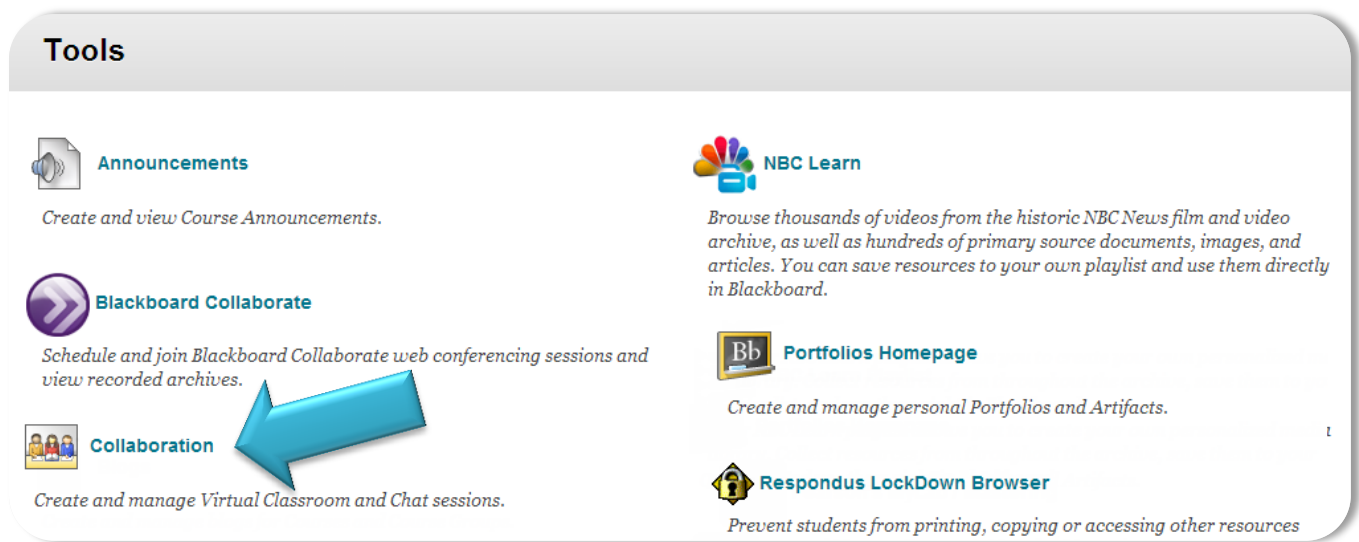 Tools
Announcements
Create and view Course Announcements.
Blackboard Collaborate
Schedule and join Blackboard Collaborate web conferencing sessions and
view recorded archives.
Collaboration
Create and manage Virtual Classroom and Chat sessions.
NBC Learn
Browse thousands of videos from the historic NBC News film and video
archive, as well as hundreds of primary source documents, images, and
articles. You can save resources to your own playlist and use them directly
in Blackboard.
Bb
Portfolios Homepage
Create and manage personal Portfolios and Artifacts.
Respondus LockDown Browser
Prevent students from printing, copying or accessing other resources